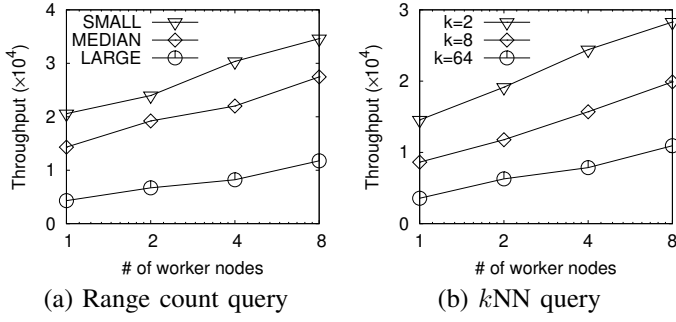 Throughput (×10⁴)
4
3
2
1
0
SMALL
MEDIAN
LARGE
1 2 4 8
# of worker nodes
(a) Range count query
Throughput (×10⁴)
3
2
1
0
k=2
k=8
k=64
1 2 4 8
# of worker nodes
(b) kNN query